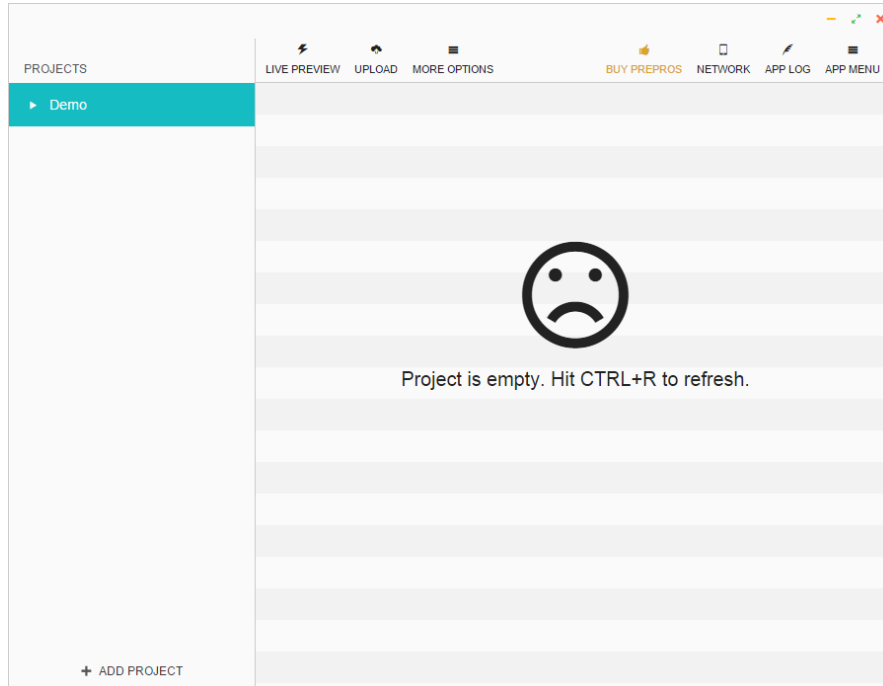 PROJECTS
LIVE PREVIEW
UPLOAD
MORE OPTIONS
BUY PREPROS
NETWORK
APP LOG
APP MENU
Demo
Project is empty. Hit CTRL+R to refresh.
ADD PROJECT